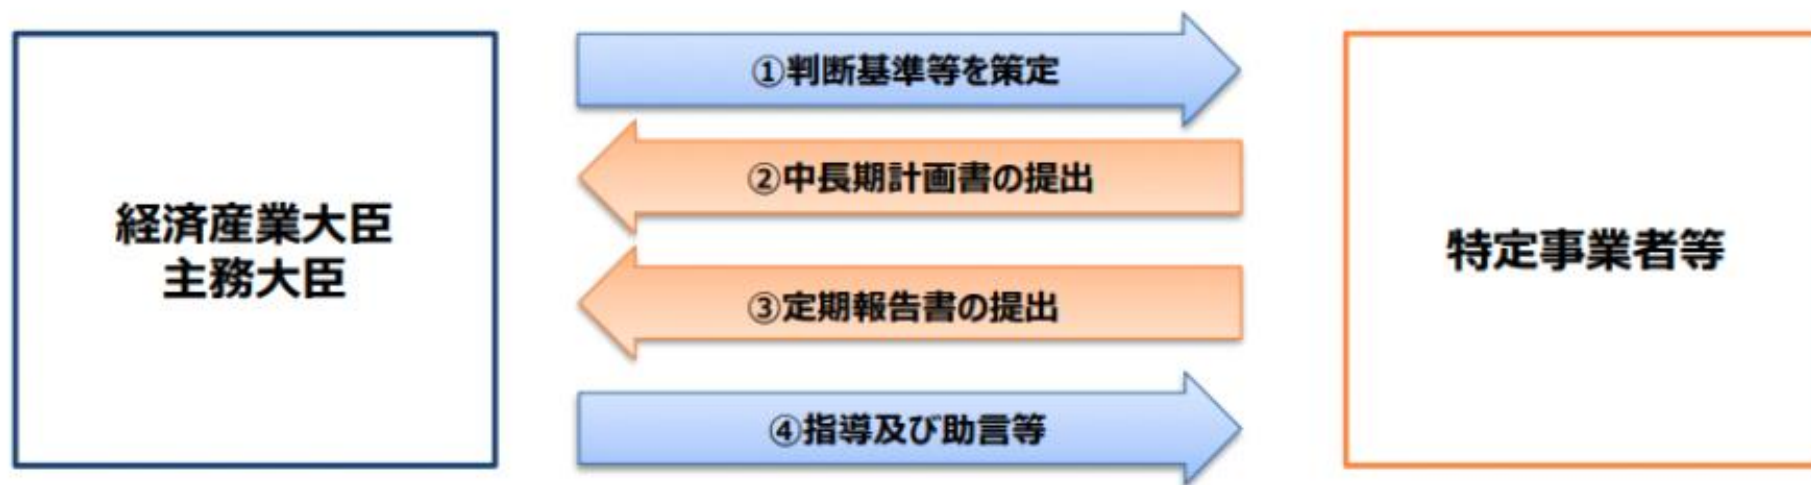 経済産業大臣
主務大臣
①判断基準等を策定
②中長期計画書の提出
③定期報告書の提出
④指導及び助言等
特定事業者等